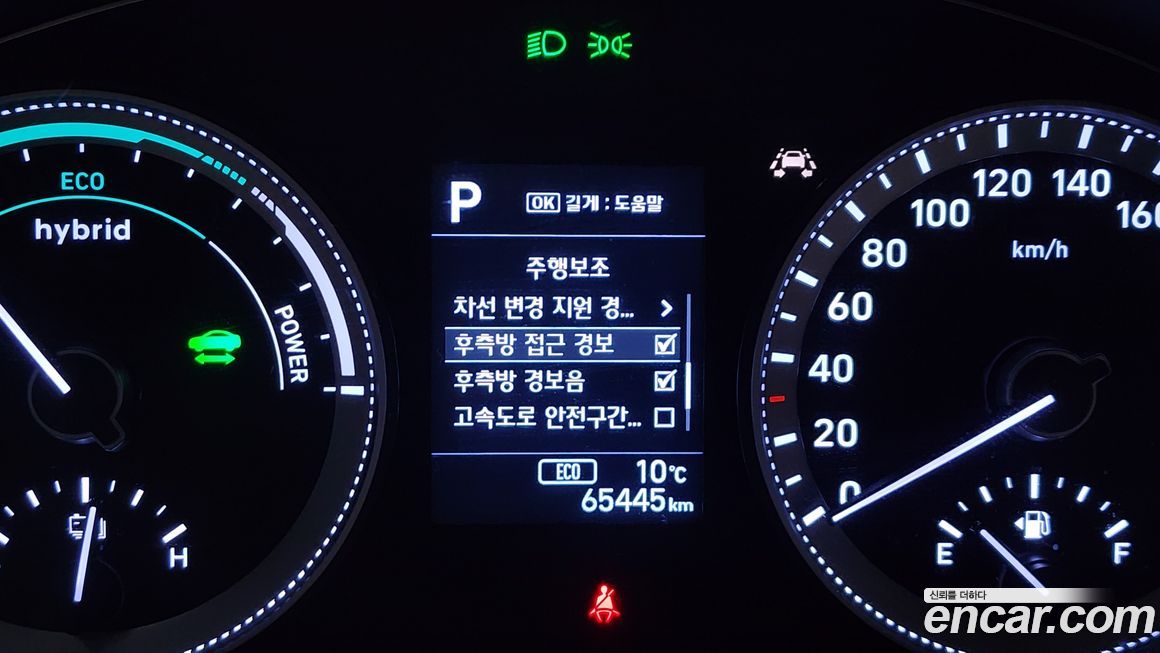 P
OK 길게 : 도움말
주행보조
차선 변경 지원 경...
후측방 접근 경보
후측방 경보음
고속도로 안전구간...
ECO 10℃
65445km
ECO
hybrid
POWER
H
0
20
40
60
80
100
120
140
160
km/h
E F
신뢰를 더하다
encar.com